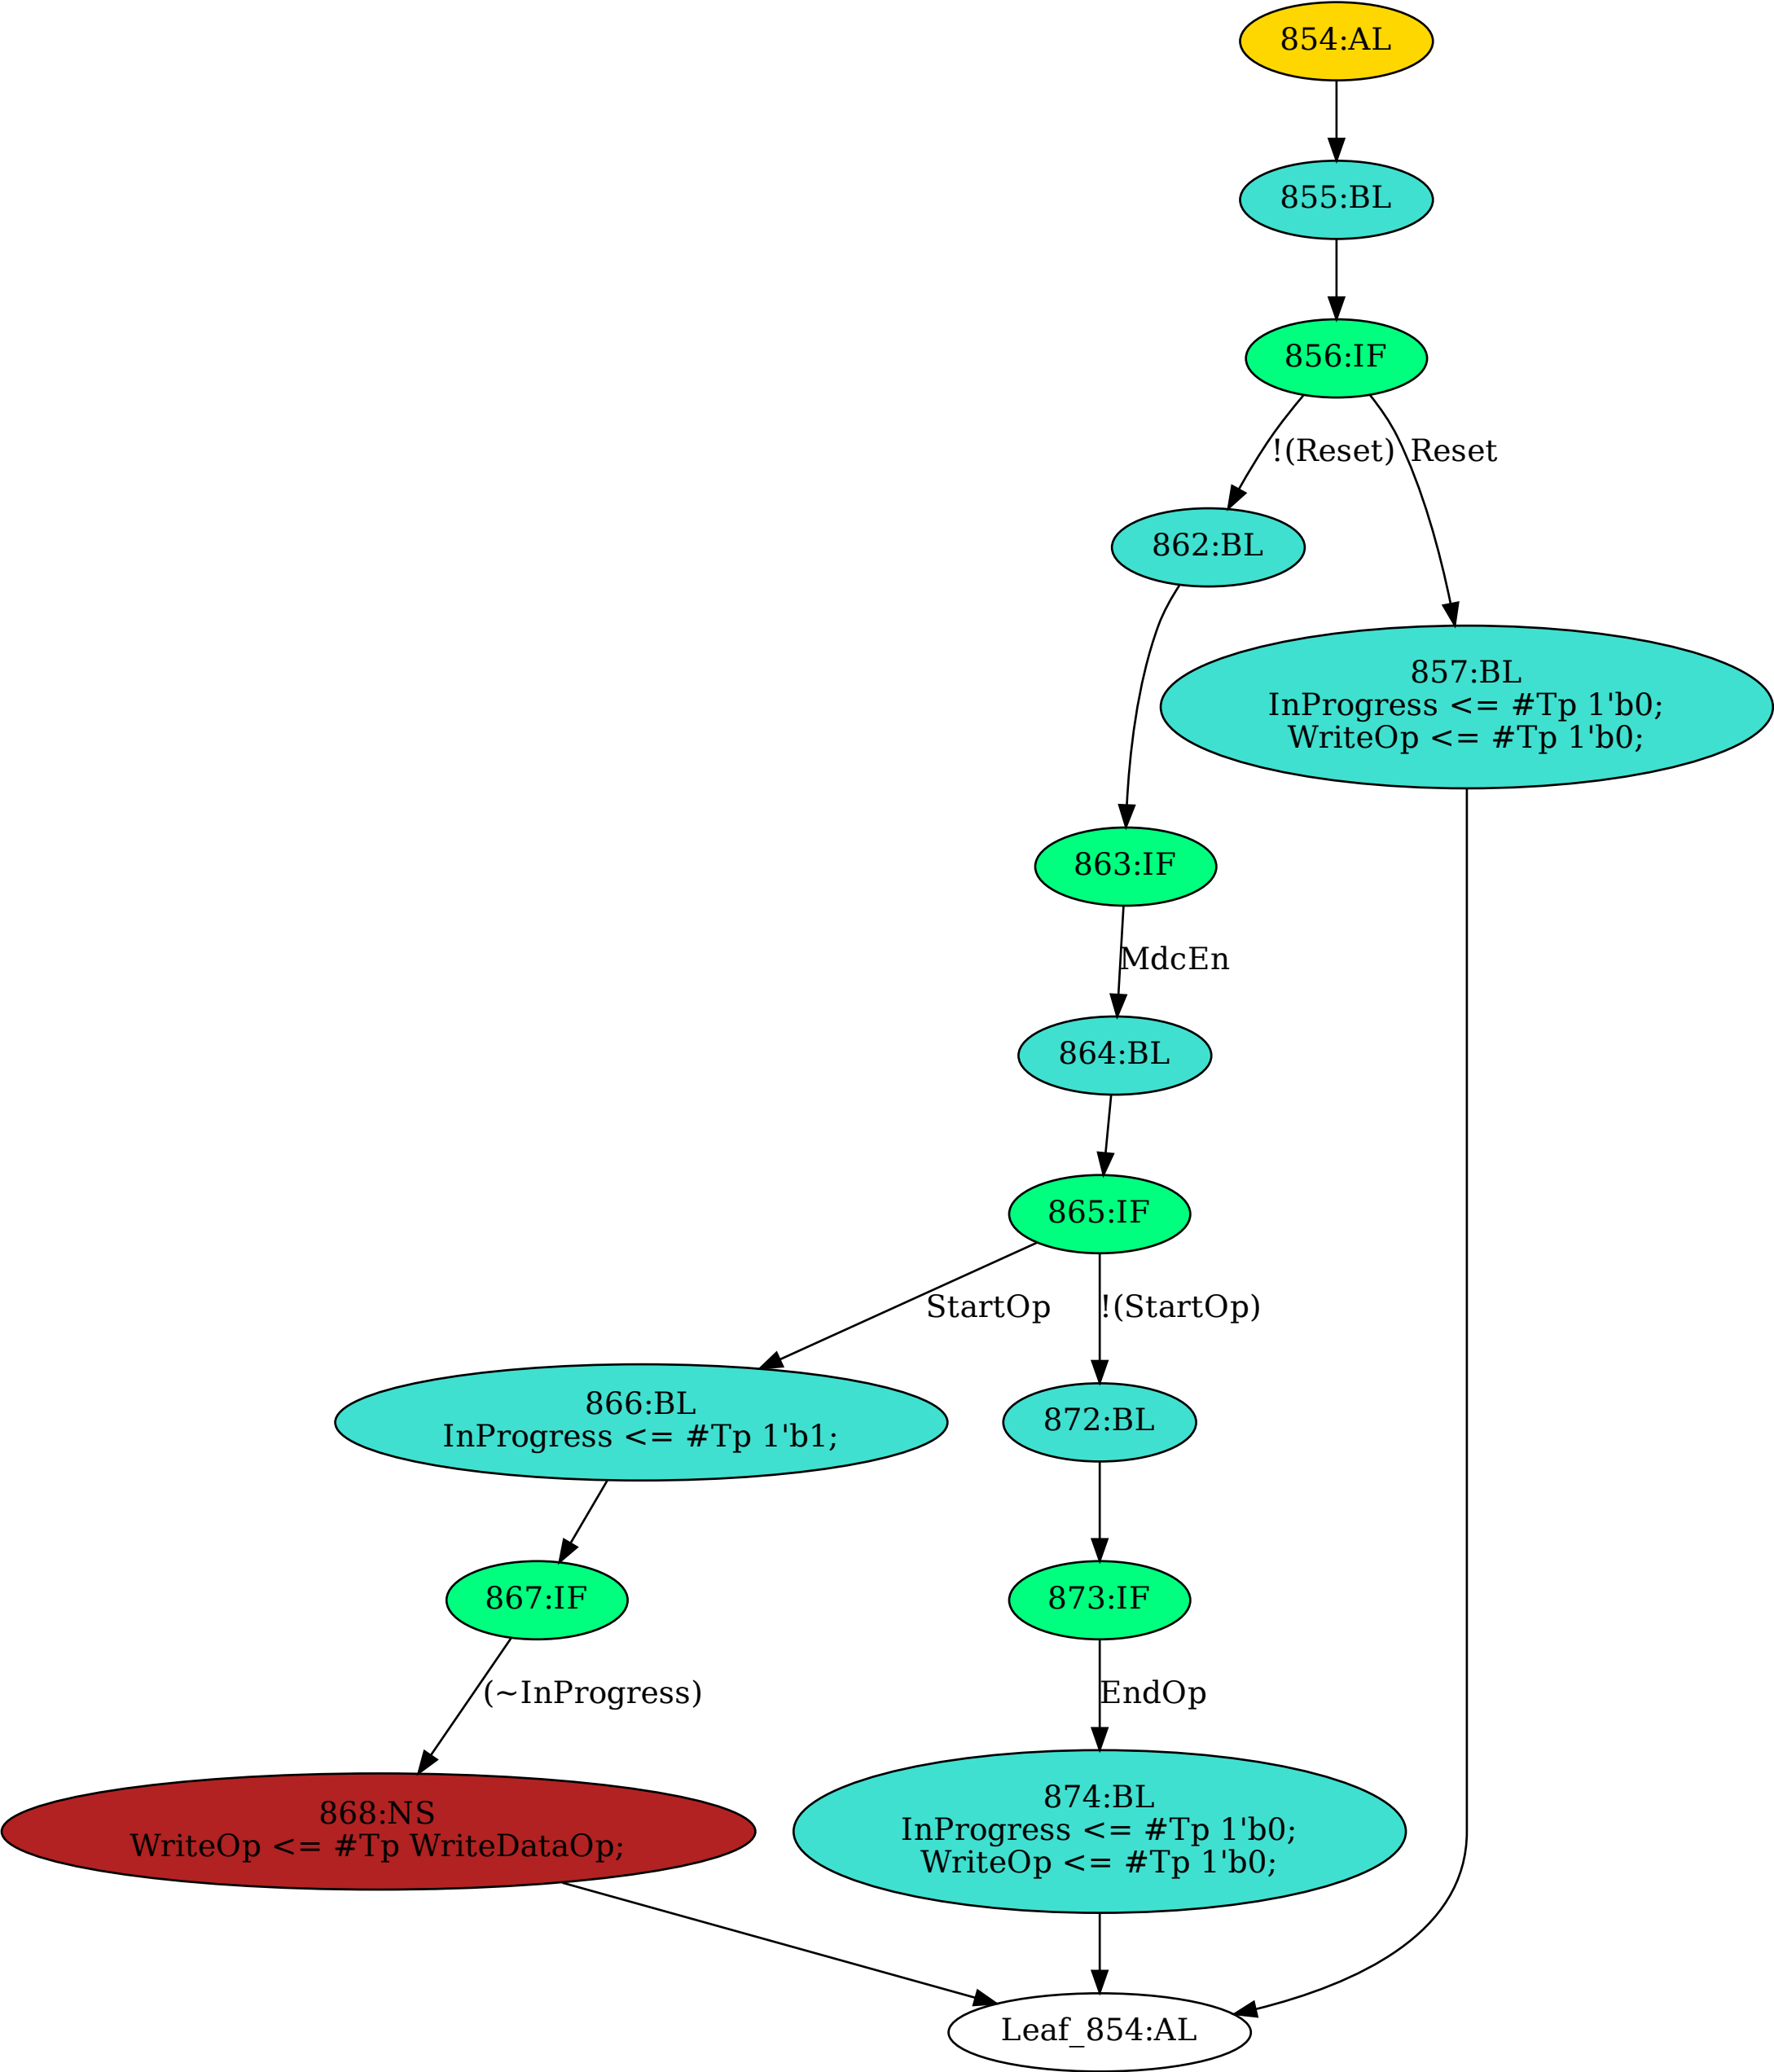 854:AL
855:BL
856:IF
!(Reset)
Reset
862:BL
857:BL
InProgress <= #Tp 1'b0;
WriteOp <= #Tp 1'b0;
863:IF
MdcEn
864:BL
865:IF
StartOp
!(StartOp)
866:BL
InProgress <= #Tp 1'b1;
872:BL
867:IF
873:IF
(~InProgress)
EndOp
868:NS
WriteOp <= #Tp WriteDataOp;
874:BL
InProgress <= #Tp 1'b0;
WriteOp <= #Tp 1'b0;
Leaf_854:AL